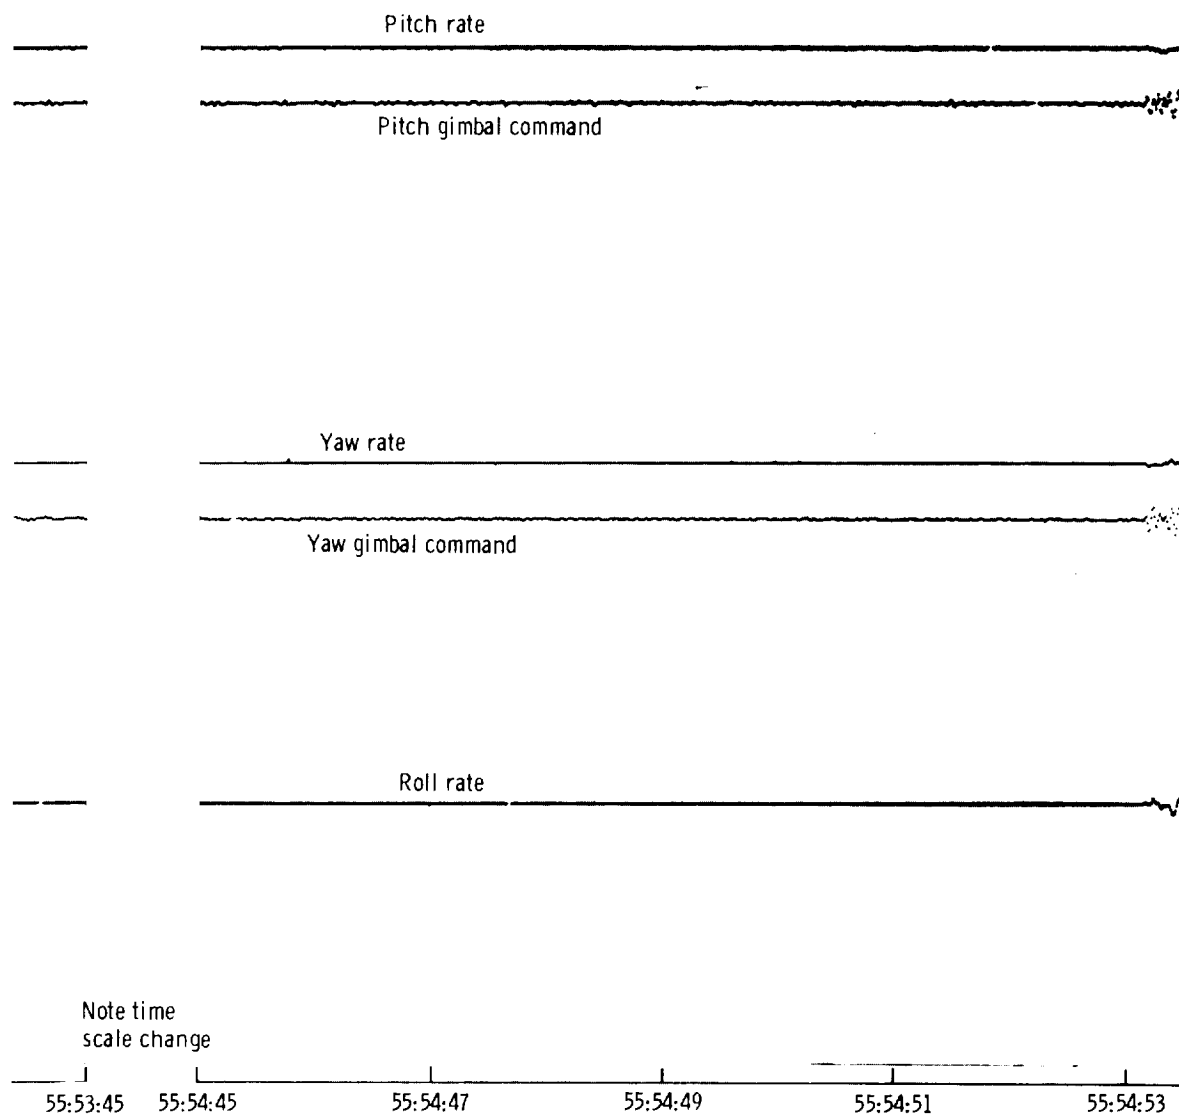 Pitch rate
Pitch gimbal command
Yaw rate
Yaw gimbal command
Roll rate
Note time
scale change
55:53:45 55:54:45 55:54:47 55:54:49 55:54:51 55:54:53